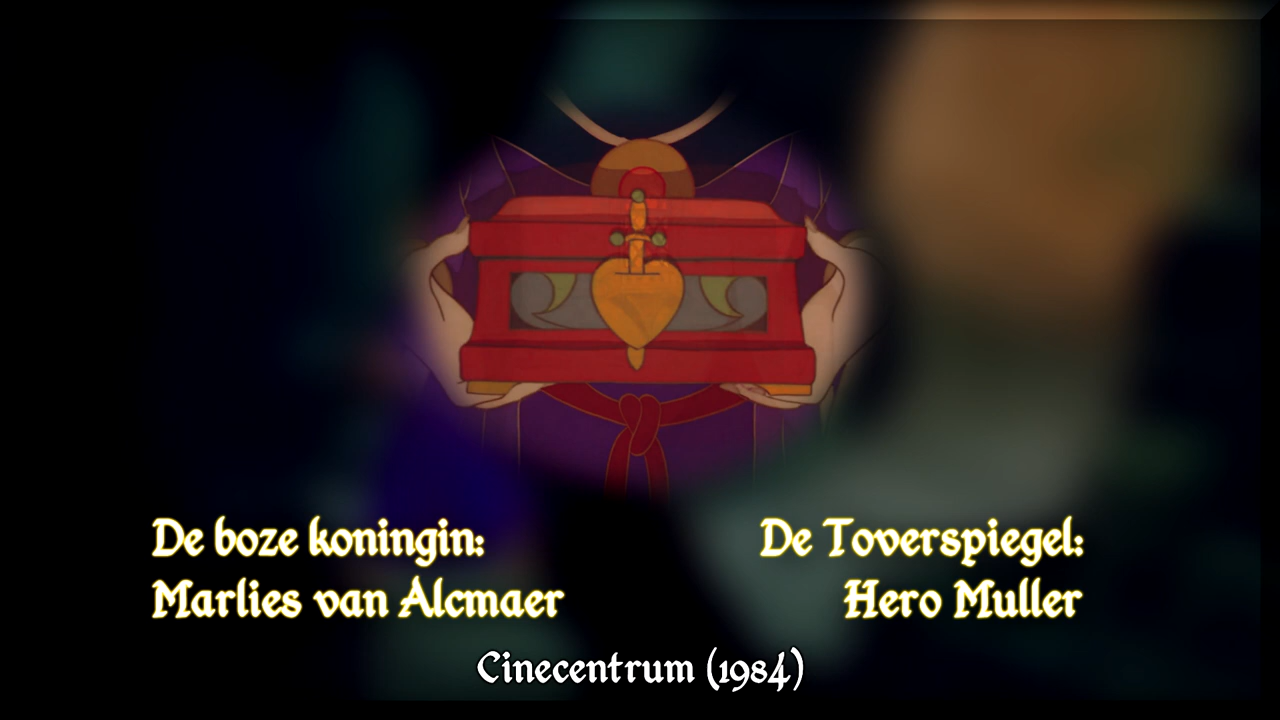 De boze koningin:
Marlies van Alcmaer
De Toverspiegel:
Hero Muller
Cinecentrum (1984)